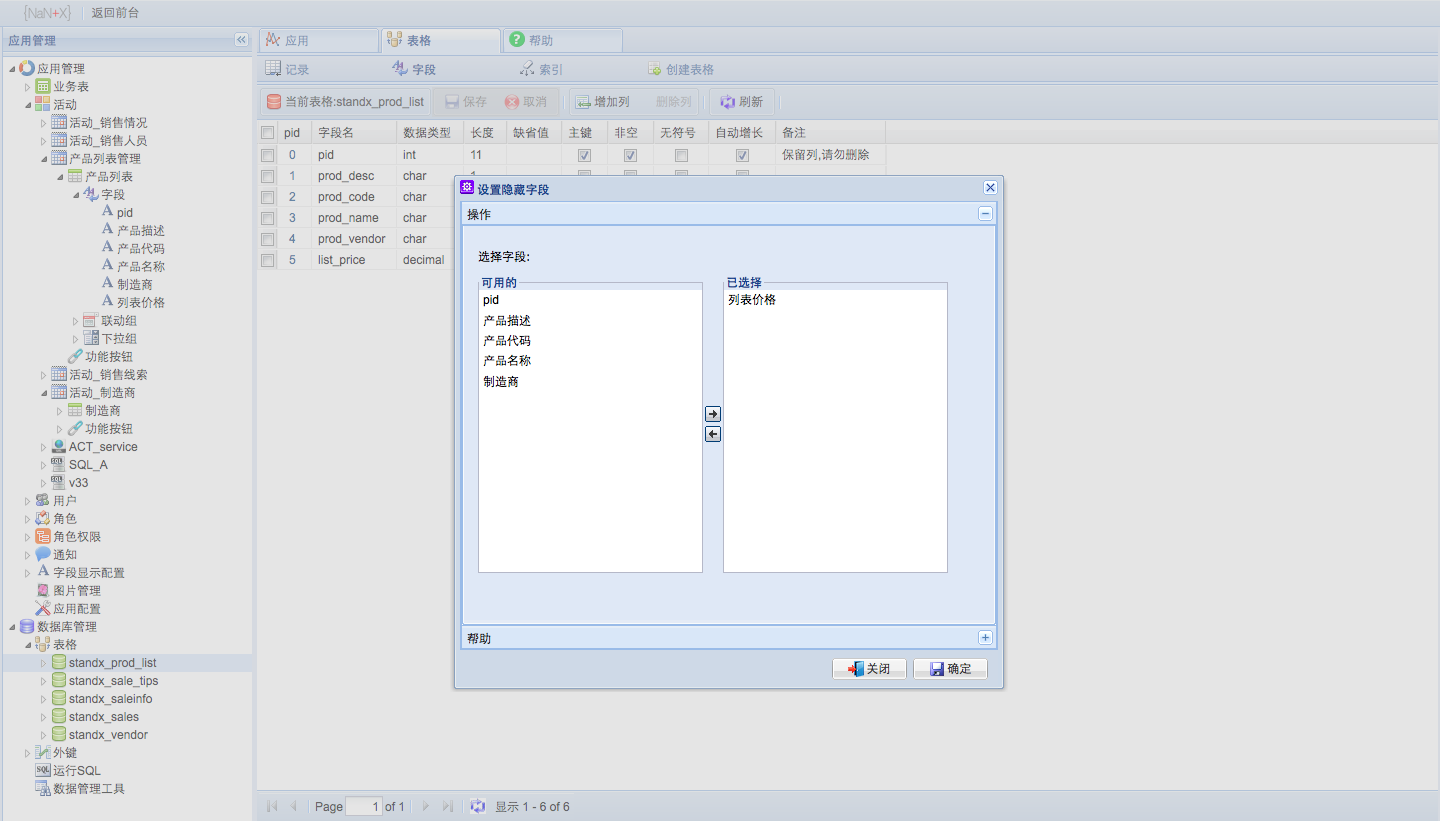 {NaN+X} 返回前台
应用管理
应用 表格 帮助
记录 字段 索引 创建表格
当前表格:standx_prod_list 保存 取消 增加列 删除列 刷新
pid 字段名 数据类型 长度 缺省值 主键 非空 无符号 自动增长 备注
0 pid int 11 保留列,请勿删除
1 prod_desc char
2 prod_code char
3 prod_name char
4 prod_vendor char
5 list_price decimal
应用管理
业务表
活动
活动_销售情况
活动_销售人员
产品列表管理
产品列表
字段
pid
产品描述
产品代码
产品名称
制造商
列表价格
联动组
下拉组
功能按钮
活动_销售线索
活动_制造商
制造商
功能按钮
ACT_service
SQL_A
v33
用户
角色
角色权限
通知
字段显示配置
图片管理
应用配置
数据库管理
表格
standx_prod_list
standx_sale_tips
standx_saleinfo
standx_sales
standx_vendor
外键
运行SQL
数据管理工具
设置隐藏字段
操作
选择字段:
可用的
pid
产品描述
产品代码
产品名称
制造商
已选择
列表价格
帮助
关闭 确定
Page 1 of 1 显示 1 - 6 of 6